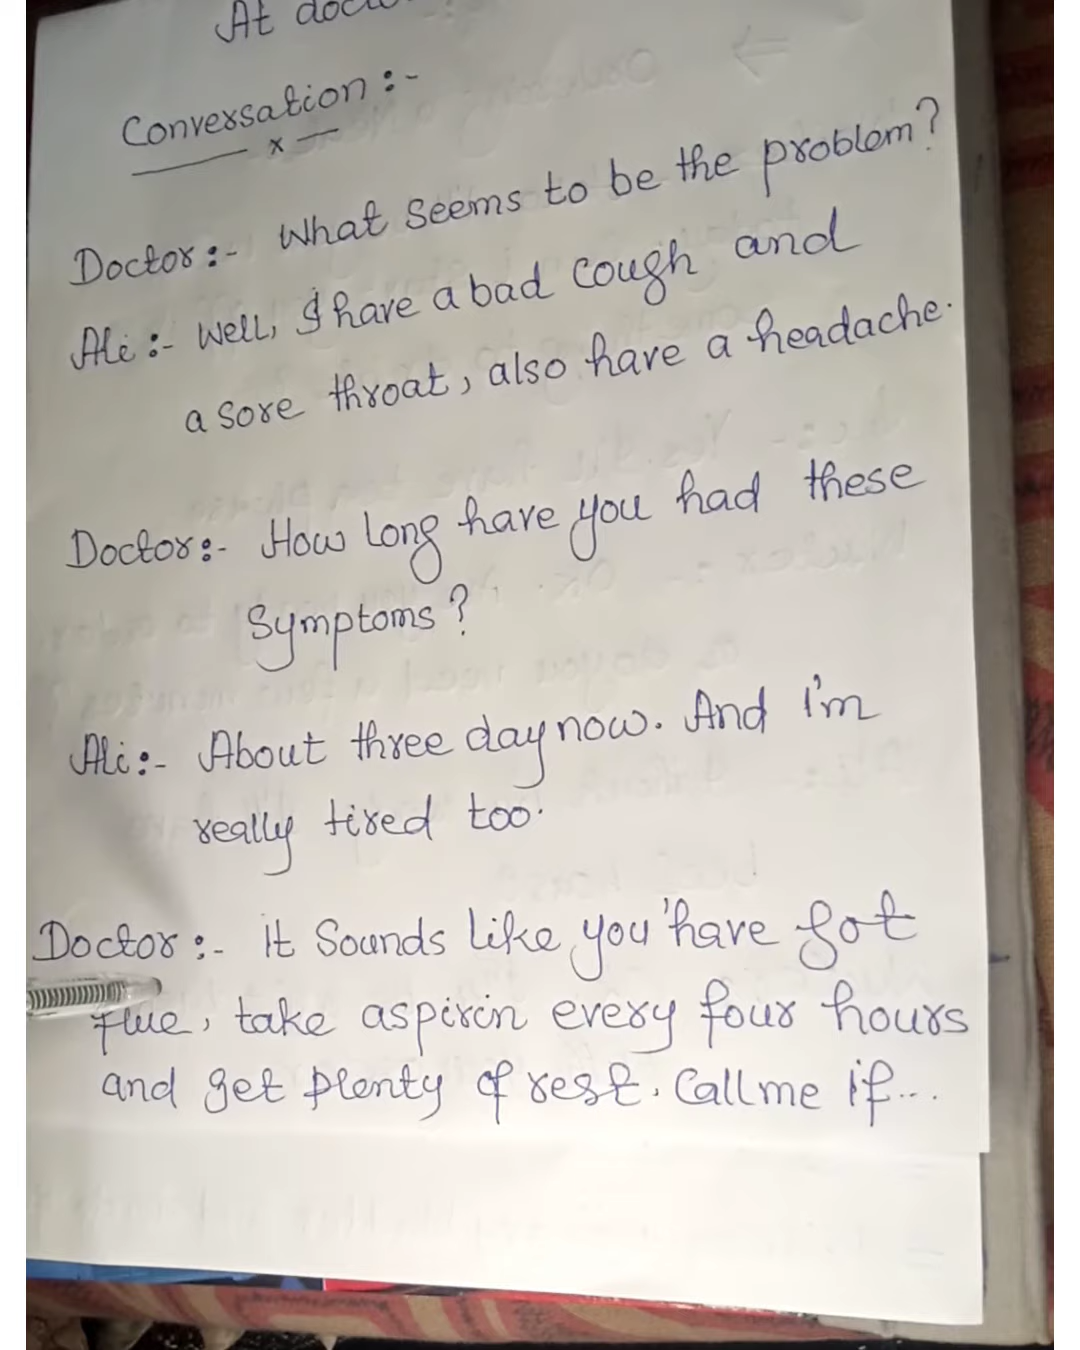 At
Conversation :-
x
Doctor :- What seems to be the problem?
Ali :- Well, I have a bad cough and
a sore throat, also have a headache.
Doctor:- How long have you had these
Symptoms?
Ali :- About three day now. And I'm
really tired too.
Doctor :- it Sounds like you'have got
flue, take aspirin every four hours
and get plenty of rest. Call me if...